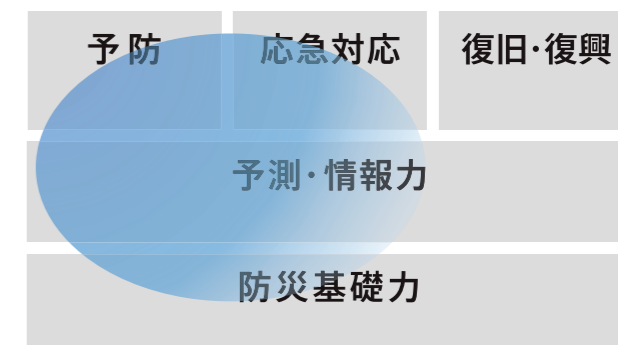 予防
応急対応
復旧・復興
予測・情報力
防災基礎力